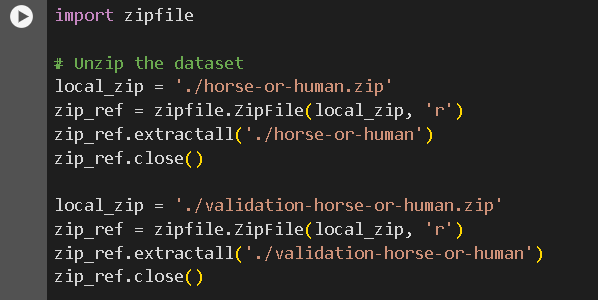 import zipfile
# Unzip the dataset
local_zip = './horse-or-human.zip'
zip_ref = zipfile.ZipFile(local_zip, 'r')
zip_ref.extractall('./horse-or-human')
zip_ref.close()
local_zip = './validation-horse-or-human.zip'
zip_ref = zipfile.ZipFile(local_zip, 'r')
zip_ref.extractall('./validation-horse-or-human')
zip_ref.close()